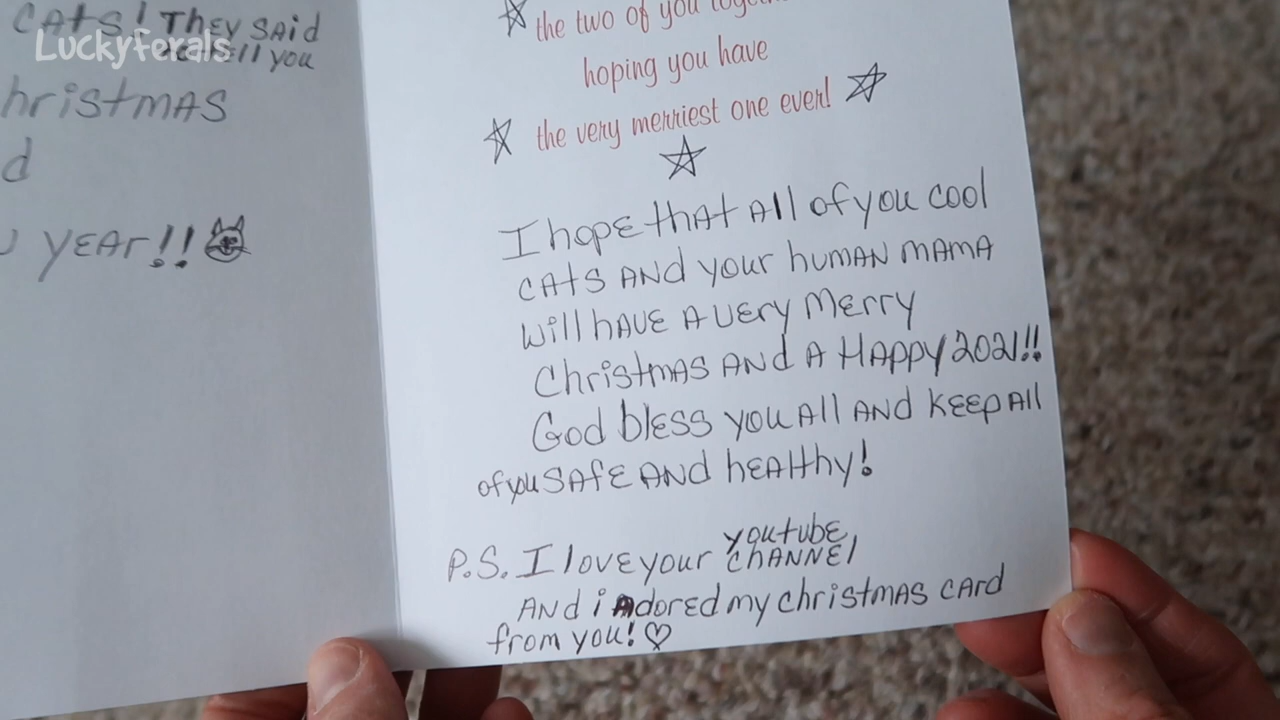 CATS! THEY SAID
Luckyferals
tell you
hristmas
d
YEAR!!
the two of you
hoping you have
the very merriest one ever!
I hope that all of you cool
cats and your human mama
will have a very merry
Christmas and a Happy 2021!!
God bless you all and keep all
of you safe and healthy!
P.S. I love your youtube
channel
And i adored my christmas card
from you!